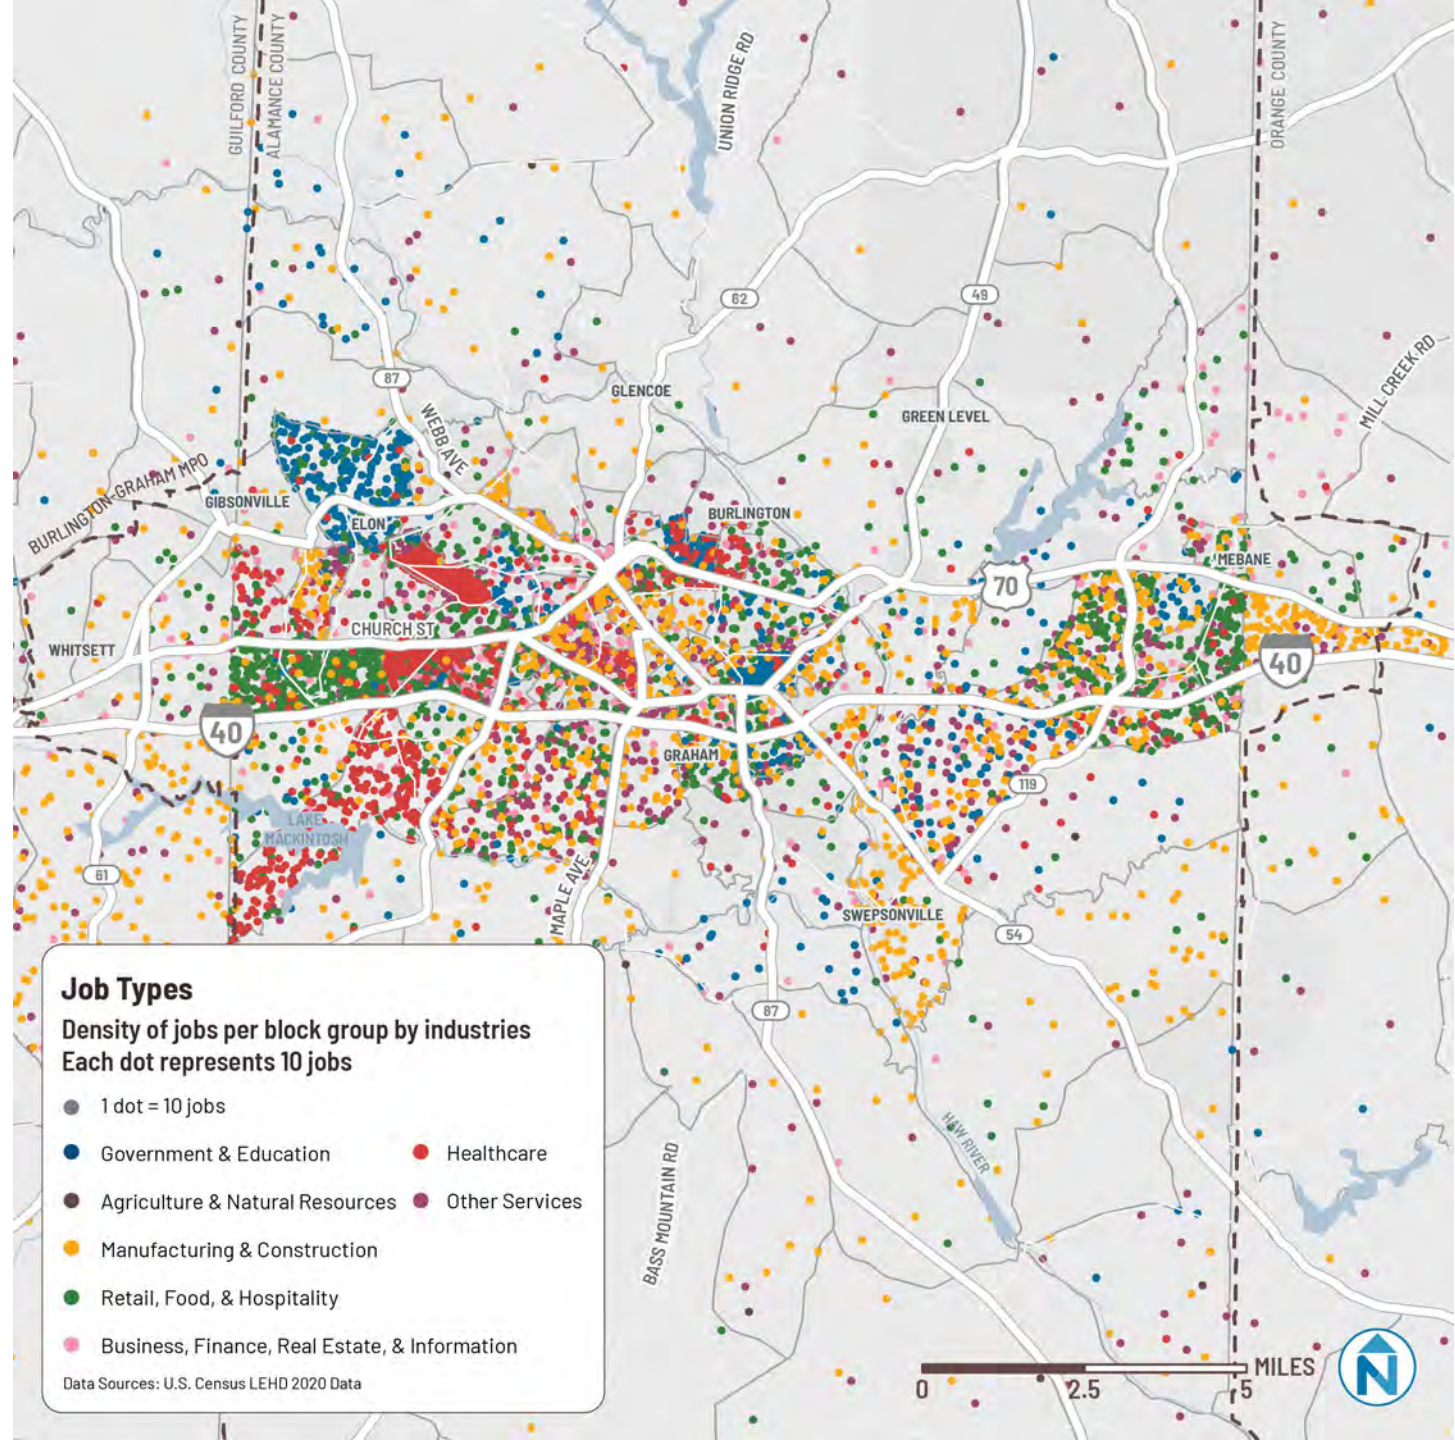 GUILFORD COUNTY
ALAMANCE COUNTY
UNION RIDGE RD
ORANGE COUNTY
62
49
87
WEBB AVE
GLENCOE
GREEN LEVEL
MILL CREEK RD
BURLINGTON-GRAHAM MPO
GIBSONVILLE
ELON
BURLINGTON
MEBANE
70
CHURCH ST
WHITSETT
40
40
GRAHAM
119
LAKE
MACKINTOSH
61
MAPLE AVE
SWEPSONVILLE
54
87
HAW RIVER
BASS MOUNTAIN RD
Job Types
Density of jobs per block group by industries
Each dot represents 10 jobs
1 dot = 10 jobs
Government & Education
Healthcare
Agriculture & Natural Resources
Other Services
Manufacturing & Construction
Retail, Food, & Hospitality
Business, Finance, Real Estate, & Information
Data Sources: U.S. Census LEHD 2020 Data
MILES
0 2.5 5
N